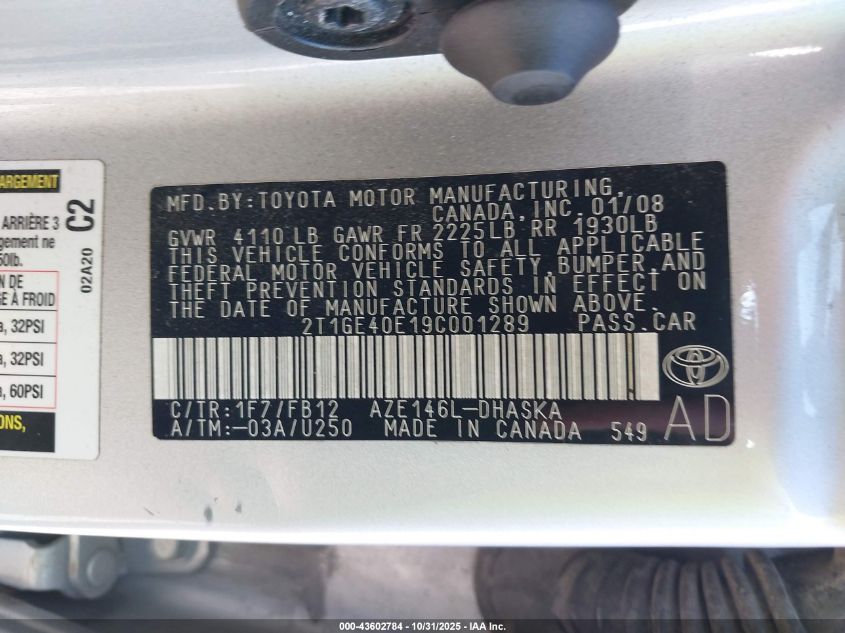 ARGEMENT
ARRIÈRE 3
gement ne
50lb.
N DE
E À FROID
a, 32PSI
a, 32PSI
a, 60PSI
IONS,
C2
02A20
MFD. BY: TOYOTA MOTOR MANUFACTURING,
CANADA, INC. 01/08
GVWR 4110 LB GAWR FR 2225LB RR 1930LB
THIS VEHICLE CONFORMS TO ALL APPLICABLE
FEDERAL MOTOR VEHICLE SAFETY, BUMPER, AND
THEFT PREVENTION STANDARDS IN EFFECT ON
THE DATE OF MANUFACTURE SHOWN ABOVE.
2T1GE40E19C001289 PASS. CAR
C/TR: 1F7/FB12 AZE146L-DHASKA
A/TM: -03A/U250 MADE IN CANADA 549
AD
000-43602784 - 10/31/2025 - Copyright © IAA, Inc.